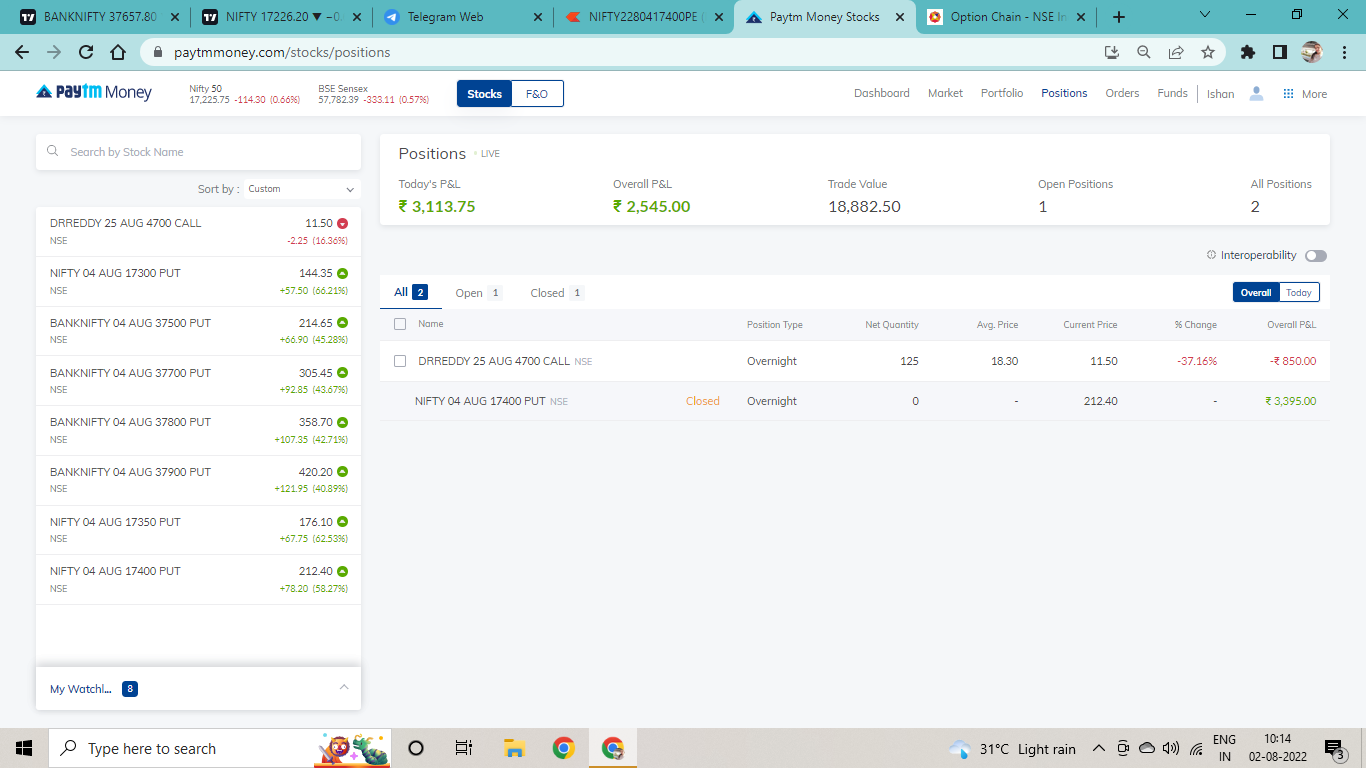 BANKNIFTY 37657.80
NIFTY 17226.20 ▼ −0.
Telegram Web
NIFTY2280417400PE (
Paytm Money Stocks
Option Chain - NSE In
paytmmoney.com/stocks/positions
paytm Money
Nifty 50
17,225.75 -114.30 (0.66%)
BSE Sensex
57,782.39 -333.11 (0.57%)
Stocks F&O
Dashboard Market Portfolio Positions Orders Funds Ishan More
Search by Stock Name
Sort by : Custom
DRREDDY 25 AUG 4700 CALL 11.50
NSE -2.25 (16.36%)
NIFTY 04 AUG 17300 PUT 144.35
NSE +57.50 (66.21%)
BANKNIFTY 04 AUG 37500 PUT 214.65
NSE +66.90 (45.28%)
BANKNIFTY 04 AUG 37700 PUT 305.45
NSE +92.85 (43.67%)
BANKNIFTY 04 AUG 37800 PUT 358.70
NSE +107.35 (42.71%)
BANKNIFTY 04 AUG 37900 PUT 420.20
NSE +121.95 (40.89%)
NIFTY 04 AUG 17350 PUT 176.10
NSE +67.75 (62.53%)
NIFTY 04 AUG 17400 PUT 212.40
NSE +78.20 (58.27%)
My Watchl... 8
Positions LIVE
Today's P&L Overall P&L Trade Value Open Positions All Positions
₹ 3,113.75 ₹ 2,545.00 18,882.50 1 2
Interoperability
All 2 Open 1 Closed 1 Overall Today
Name Position Type Net Quantity Avg. Price Current Price % Change Overall P&L
DRREDDY 25 AUG 4700 CALL NSE Overnight 125 18.30 11.50 -37.16% -₹ 850.00
NIFTY 04 AUG 17400 PUT NSE Closed Overnight 0 - 212.40 - ₹ 3,395.00
Type here to search
31°C Light rain
ENG
IN
10:14
02-08-2022
3